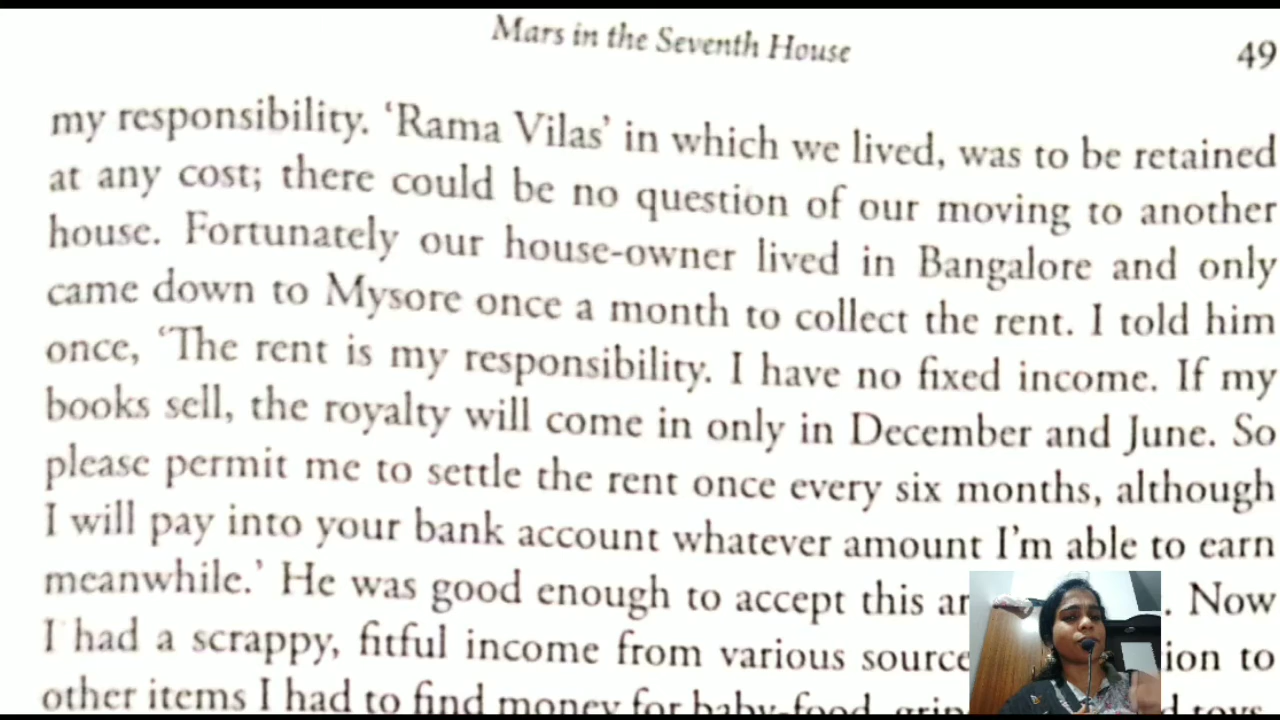 Mars in the Seventh House
49
my responsibility. ‘Rama Vilas’ in which we lived, was to be retained
at any cost; there could be no question of our moving to another
house. Fortunately our house-owner lived in Bangalore and only
came down to Mysore once a month to collect the rent. I told him
once, ‘The rent is my responsibility. I have no fixed income. If my
books sell, the royalty will come in only in December and June. So
please permit me to settle the rent once every six months, although
I will pay into your bank account whatever amount I’m able to earn
meanwhile.’ He was good enough to accept this . Now
I had a scrappy, fitful income from various to
other items I had to find money for baby-food, toys,